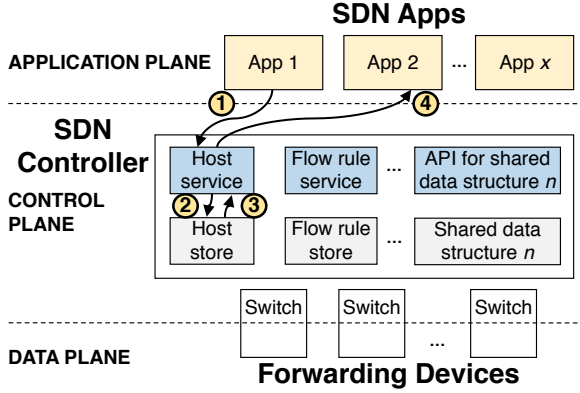 SDN Apps
APPLICATION PLANE
App 1
App 2
...
App x
1
4
SDN
Controller
CONTROL
PLANE
Host
service
Flow rule
service
...
API for shared
data structure n
2
3
Host
store
Flow rule
store
...
Shared data
structure n
Switch
Switch
Switch
...
DATA PLANE
Forwarding Devices